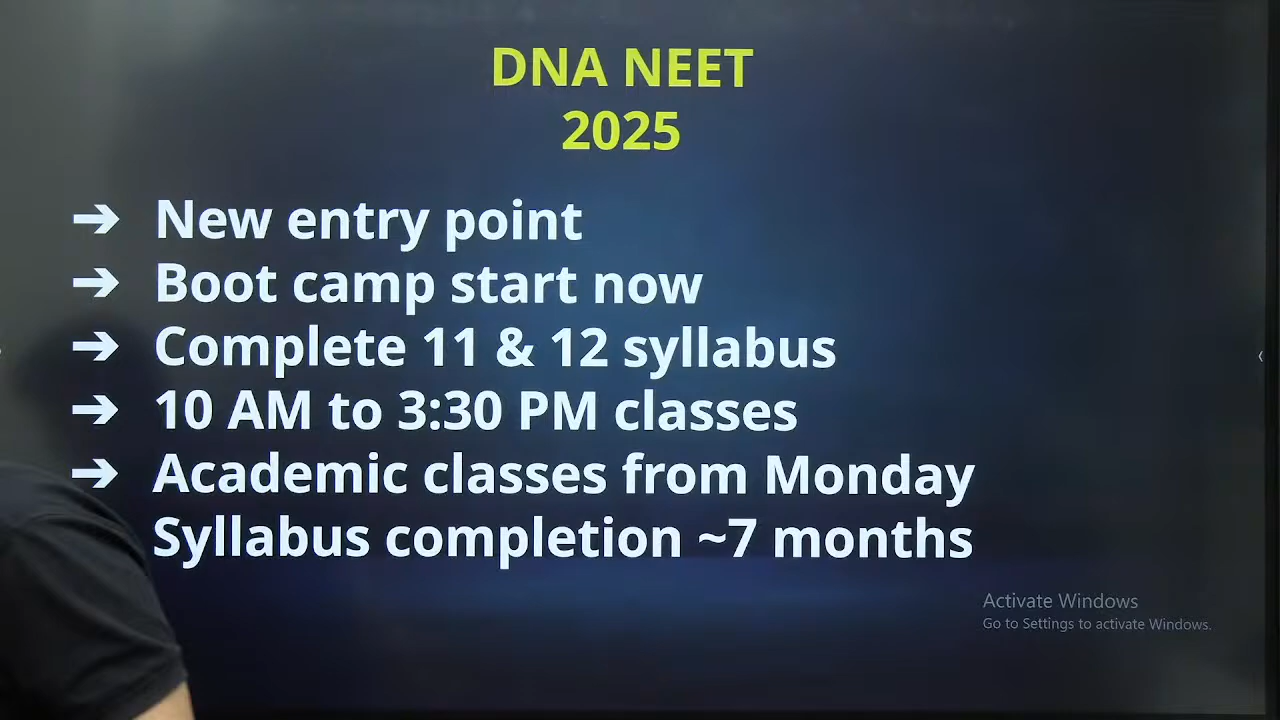 DNA NEET
2025
➔ New entry point
➔ Boot camp start now
➔ Complete 11 & 12 syllabus
➔ 10 AM to 3:30 PM classes
➔ Academic classes from Monday
Syllabus completion ~7 months
Activate Windows
Go to Settings to activate Windows.